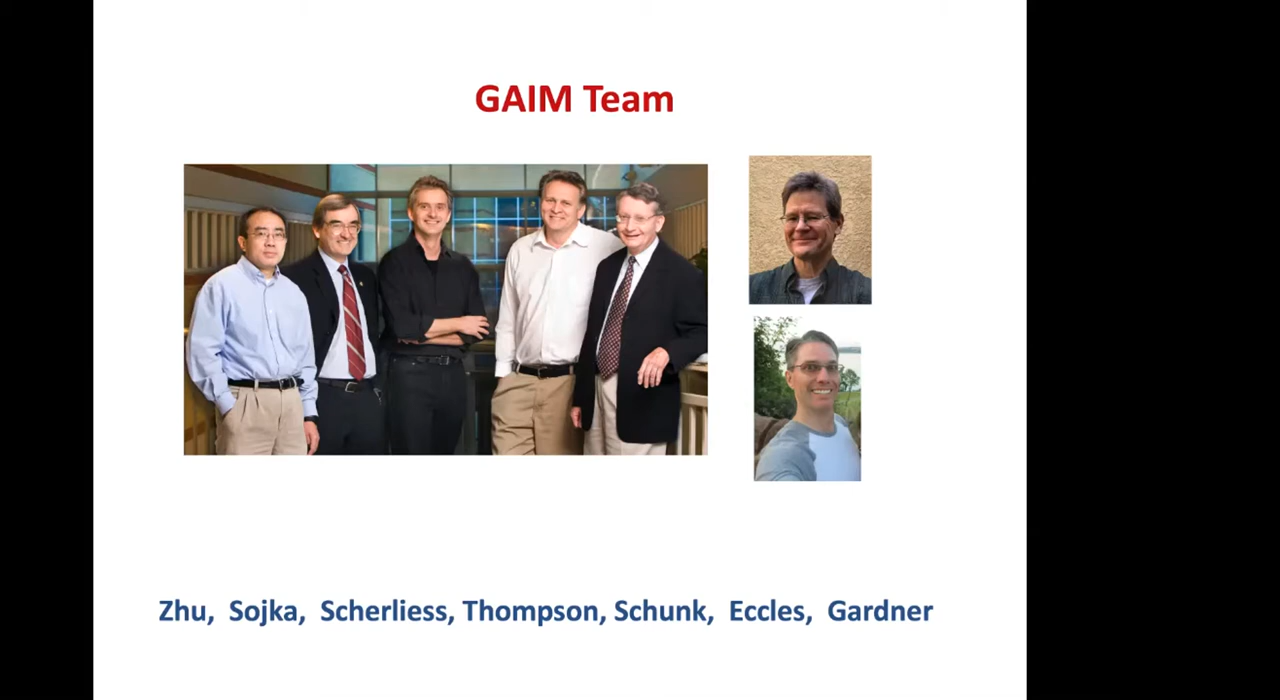 GAIM Team
Zhu, Sojka, Scherliess, Thompson, Schunk, Eccles, Gardner